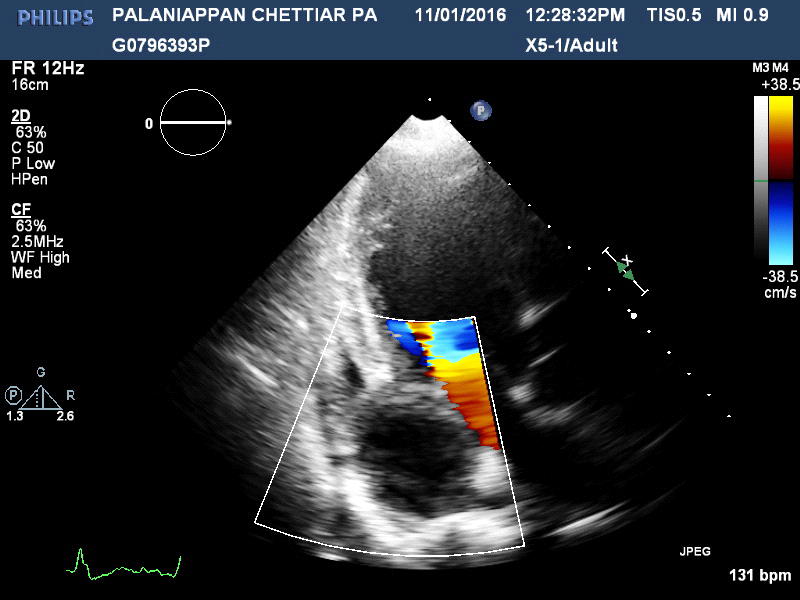 PHILIPS PALANIAPPAN CHETTIAR PA 11/01/2016 12:28:32PM TIS0.5 MI 0.9
G0796393P X5-1/Adult
FR 12Hz
16cm
2D
63%
C 50
P Low
HPen
CF
63%
2.5MHz
WF High
Med
0
P
M3 M4
+38.5
-38.5
cm/s
X
G
P R
1.3 2.6
JPEG
131 bpm